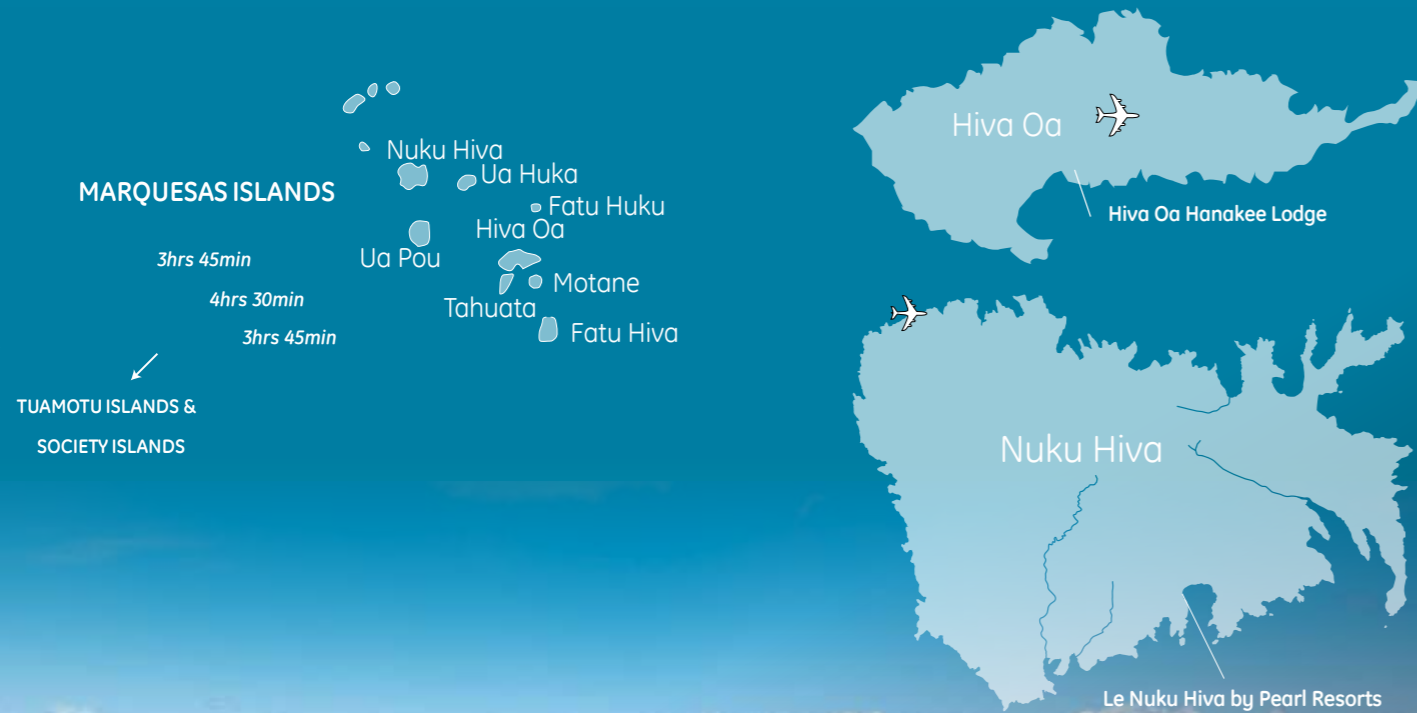 MARQUESAS ISLANDS
3hrs 45min
4hrs 30min
3hrs 45min
TUAMOTU ISLANDS &
SOCIETY ISLANDS
Nuku Hiva
Ua Huka
Fatu Huku
Hiva Oa
Ua Pou
Motane
Tahuata
Fatu Hiva
Hiva Oa
Hiva Oa Hanakee Lodge
Nuku Hiva
Le Nuku Hiva by Pearl Resorts